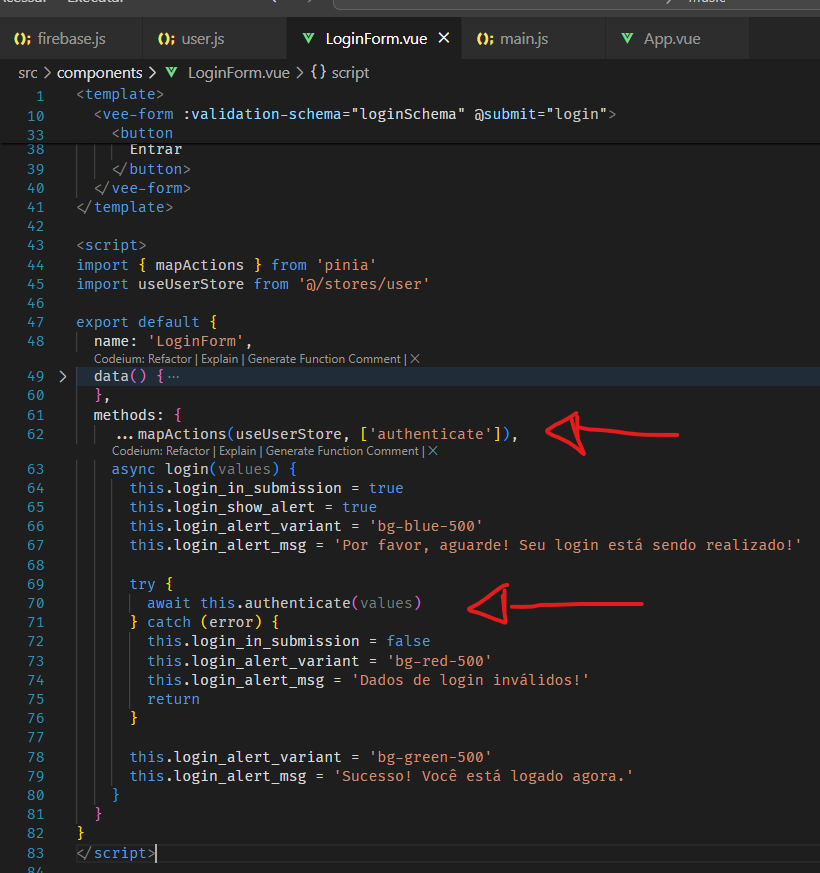 firebase.js user.js LoginForm.vue main.js App.vue
src > components > LoginForm.vue > {} script
1 <template>
10 <vee-form :validation-schema="loginSchema" @submit="login">
33 <button
38 Entrar
39 </button>
40 </vee-form>
41 </template>
42
43 <script>
44 import { mapActions } from 'pinia'
45 import useUserStore from '@/stores/user'
46
47 export default {
48 name: 'LoginForm',
Codeium: Refactor | Explain | Generate Function Comment | X
49 data() { ...
60 },
61 methods: {
62 ...mapActions(useUserStore, ['authenticate']),
Codeium: Refactor | Explain | Generate Function Comment | X
63 async login(values) {
64 this.login_in_submission = true
65 this.login_show_alert = true
66 this.login_alert_variant = 'bg-blue-500'
67 this.login_alert_msg = 'Por favor, aguarde! Seu login está sendo realizado!'
68
69 try {
70 await this.authenticate(values)
71 } catch (error) {
72 this.login_in_submission = false
73 this.login_alert_variant = 'bg-red-500'
74 this.login_alert_msg = 'Dados de login inválidos!'
75 return
76 }
77
78 this.login_alert_variant = 'bg-green-500'
79 this.login_alert_msg = 'Sucesso! Você está logado agora.'
80 }
81 }
82 }
83 </script>